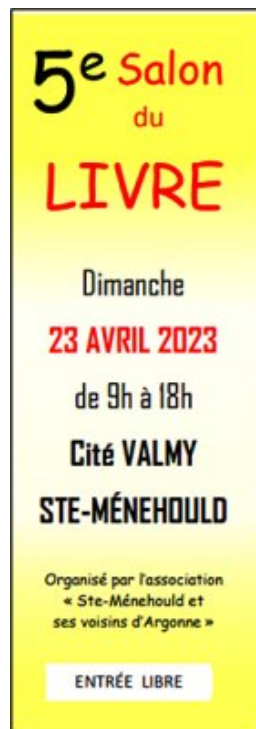 5e Salon
du
LIVRE
Dimanche
23 AVRIL 2023
de 9h à 18h
Cité VALMY
STE-MÉNEHOULD
Organisé par l'association
« Ste-Ménehould et
ses voisins d'Argonne »
ENTRÉE LIBRE